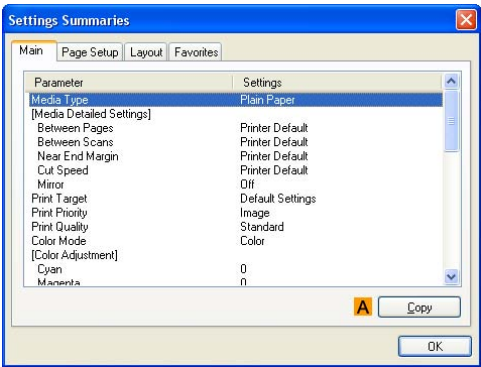 Settings Summaries
Main Page Setup Layout Favorites
Parameter Settings
Media Type Plain Paper
[Media Detailed Settings]
Between Pages Printer Default
Between Scans Printer Default
Near End Margin Printer Default
Cut Speed Printer Default
Mirror Off
Print Target Default Settings
Print Priority Image
Print Quality Standard
Color Mode Color
[Color Adjustment]
Cyan 0
Magenta 0
A Copy
OK